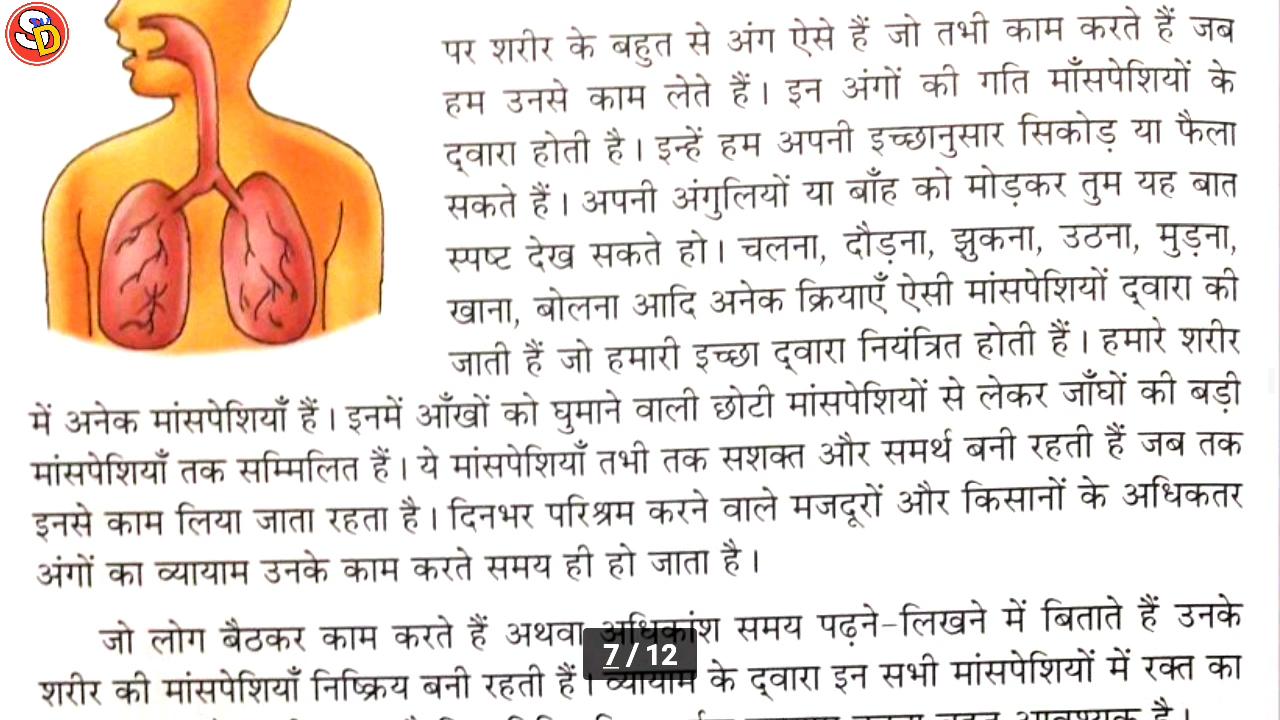 SD
पर शरीर के बहुत से अंग ऐसे हैं जो तभी काम करते हैं जब
हम उनसे काम लेते हैं। इन अंगों की गति माँसपेशियों के
द्वारा होती है। इन्हें हम अपनी इच्छानुसार सिकोड़ या फैला
सकते हैं। अपनी अंगुलियों या बाँह को मोड़कर तुम यह बात
स्पष्ट देख सकते हो। चलना, दौड़ना, झुकना, उठना, मुड़ना,
खाना, बोलना आदि अनेक क्रियाएँ ऐसी मांसपेशियों द्वारा की
जाती हैं जो हमारी इच्छा द्वारा नियंत्रित होती हैं। हमारे शरीर
में अनेक मांसपेशियाँ हैं। इनमें आँखों को घुमाने वाली छोटी मांसपेशियों से लेकर जाँघों की बड़ी
मांसपेशियाँ तक सम्मिलित हैं। ये मांसपेशियाँ तभी तक सशक्त और समर्थ बनी रहती हैं जब तक
इनसे काम लिया जाता रहता है। दिनभर परिश्रम करने वाले मजदूरों और किसानों के अधिकतर
अंगों का व्यायाम उनके काम करते समय ही हो जाता है।
जो लोग बैठकर काम करते हैं अथवा अधिकांश समय पढ़ने-लिखने में बिताते हैं उनके
7 / 12
शरीर की मांसपेशियाँ निष्क्रिय बनी रहती हैं। व्यायाम के द्वारा इन सभी मांसपेशियों में रक्त का
आवश्यक है।